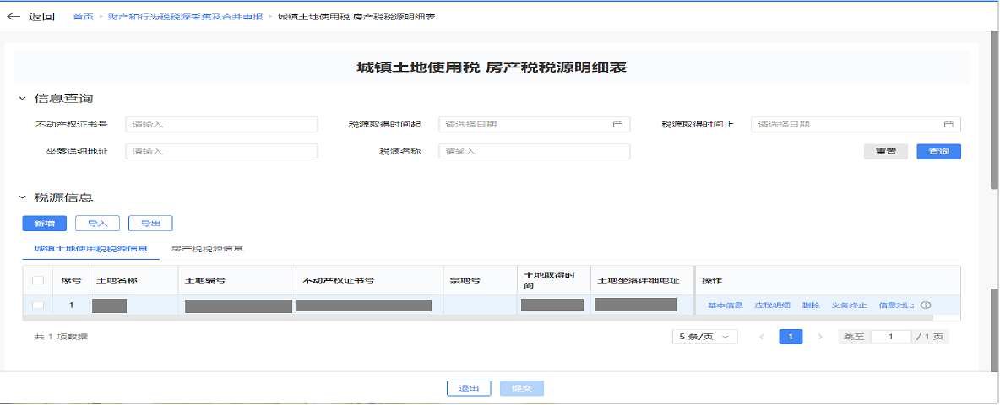 返回 首页 > 财产和行为税税源采集及合并申报 > 城镇土地使用税 房产税税源明细表
城镇土地使用税 房产税税源明细表
信息查询
不动产权证书号 请输入 税源取得时间起 请选择日期 税源取得时间止 请选择日期
坐落详细地址 请输入 税源名称 请输入 重置 查询
税源信息
新增 导入 导出
城镇土地使用税税源信息 房产税税源信息
序号 土地名称 土地编号 不动产权证书号 宗地号 土地取得时间 土地坐落详细地址 操作
1 基本信息 应税明细 删除 义务终止 信息对比
共 1 项数据 5 条/页 < 1 > 跳至 1 / 1 页
退出 提交